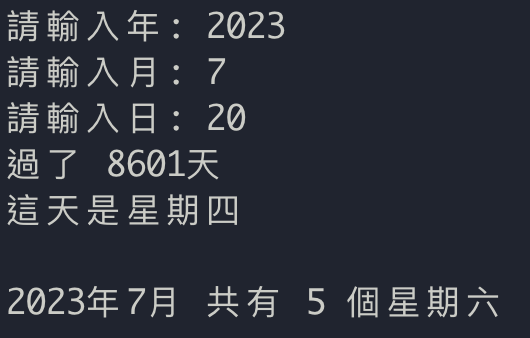 請輸入年: 2023
請輸入月: 7
請輸入日: 20
過了 8601天
這天是星期四
2023年7月 共有 5 個星期六